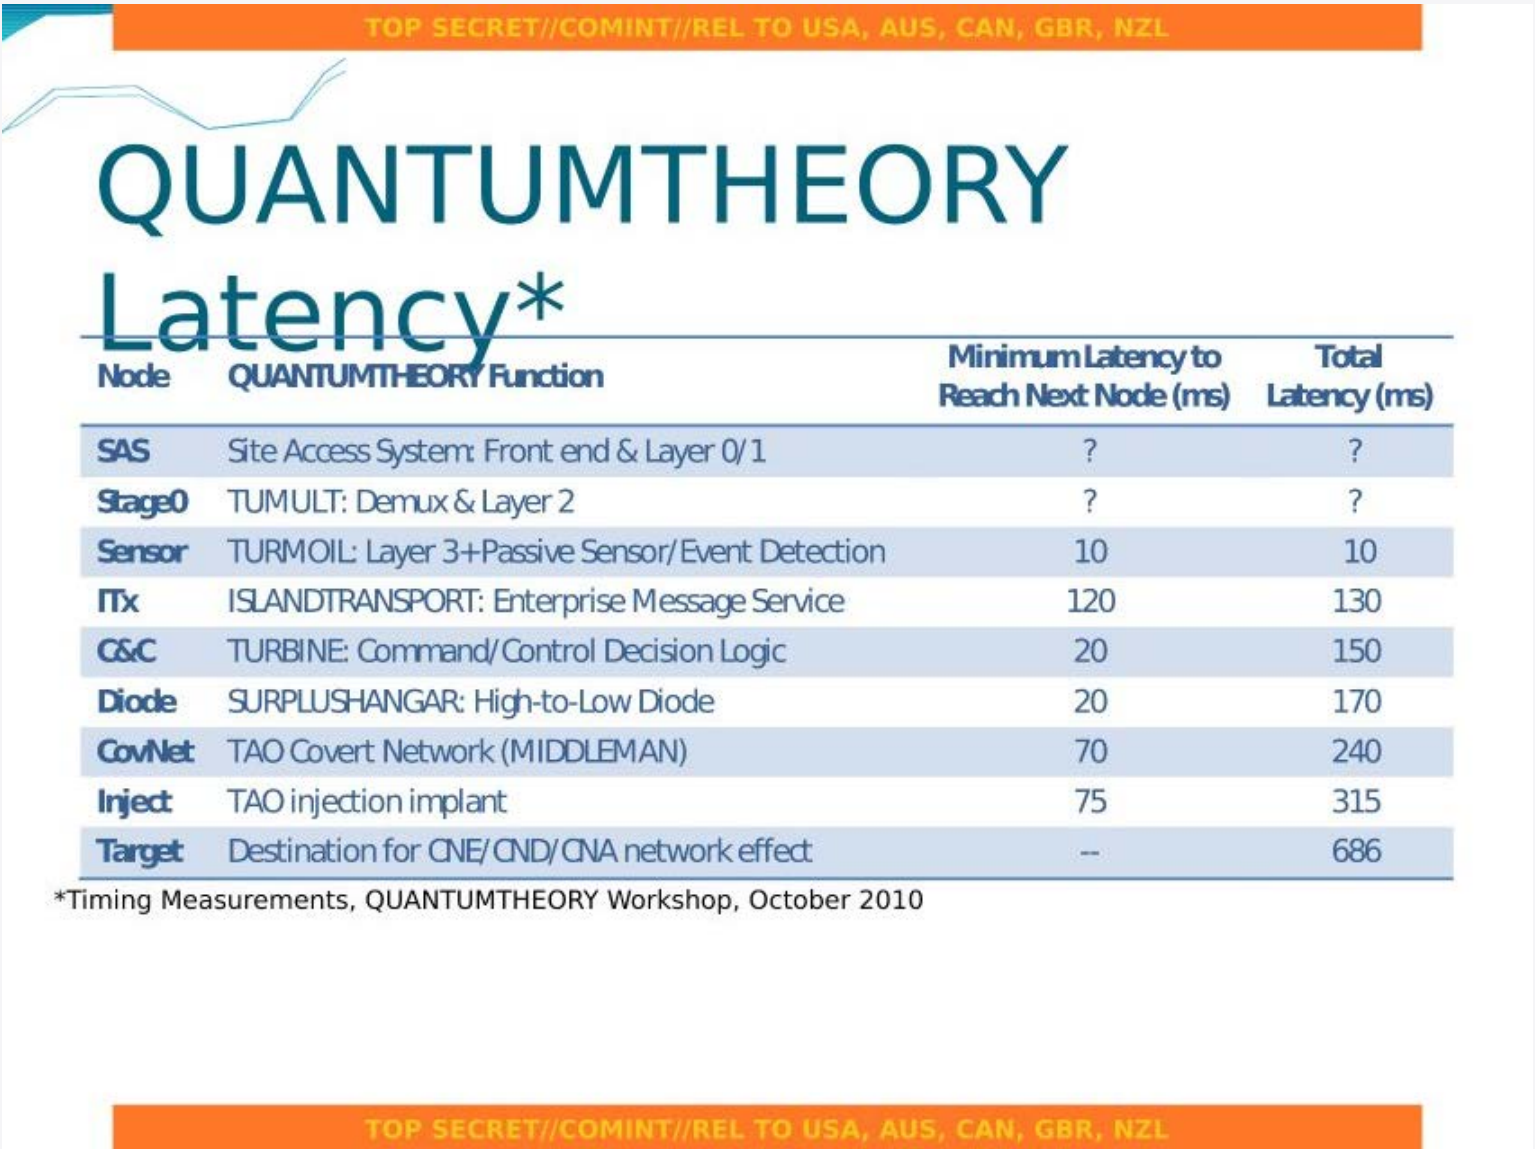 TOP SECRET//COMINT//REL TO USA, AUS, CAN, GBR, NZL
QUANTUMTHEORY
Latency*
Node QUANTUMTHEORY Function Minimum Latency to Reach Next Node (ms) Total Latency (ms)
SAS Site Access System: Front end & Layer 0/1 ? ?
Stage0 TUMULT: Demux & Layer 2 ? ?
Sensor TURMOIL: Layer 3+Passive Sensor/Event Detection 10 10
ITx ISLANDTRANSPORT: Enterprise Message Service 120 130
C&C TURBINE: Command/Control Decision Logic 20 150
Diode SURPLUSHANGAR: High-to-Low Diode 20 170
CovNet TAO Covert Network (MIDDLEMAN) 70 240
Inject TAO injection implant 75 315
Target Destination for CNE/CND/CNA network effect -- 686
*Timing Measurements, QUANTUMTHEORY Workshop, October 2010
TOP SECRET//COMINT//REL TO USA, AUS, CAN, GBR, NZL